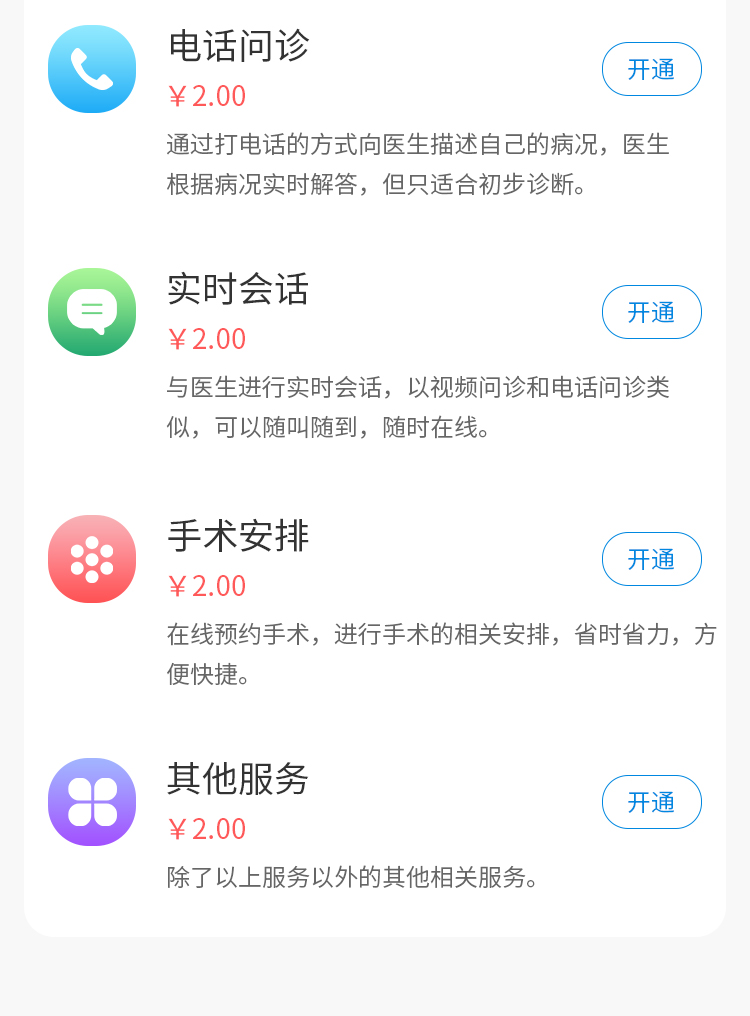 电话问诊
￥2.00
开通
通过打电话的方式向医生描述自己的病况，医生
根据病况实时解答，但只适合初步诊断。
实时会话
￥2.00
开通
与医生进行实时会话，以视频问诊和电话问诊类
似，可以随叫随到，随时在线。
手术安排
￥2.00
开通
在线预约手术，进行手术的相关安排，省时省力，方
便快捷。
其他服务
￥2.00
开通
除了以上服务以外的其他相关服务。